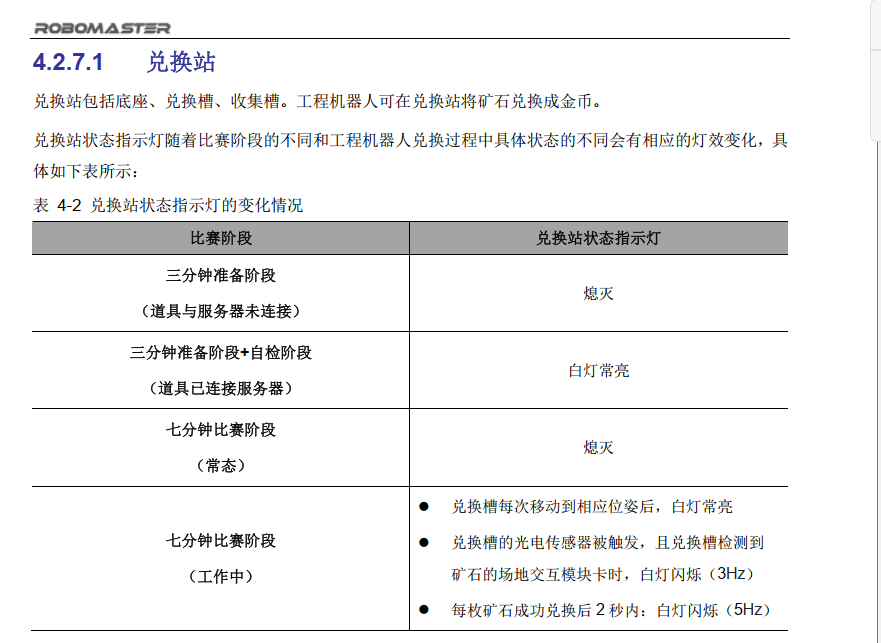 ROBOMASTER
4.2.7.1 兑换站
兑换站包括底座、兑换槽、收集槽。工程机器人可在兑换站将矿石兑换成金币。
兑换站状态指示灯随着比赛阶段的不同和工程机器人兑换过程中具体状态的不同会有相应的灯效变化，具
体如下表所示：
表 4-2 兑换站状态指示灯的变化情况
比赛阶段 兑换站状态指示灯
三分钟准备阶段
（道具与服务器未连接）
熄灭
三分钟准备阶段+自检阶段
（道具已连接服务器）
白灯常亮
七分钟比赛阶段
（常态）
熄灭
七分钟比赛阶段
（工作中）
● 兑换槽每次移动到相应位姿后，白灯常亮
● 兑换槽的光电传感器被触发，且兑换槽检测到
矿石的场地交互模块卡时，白灯闪烁（3Hz）
● 每枚矿石成功兑换后 2 秒内：白灯闪烁（5Hz）